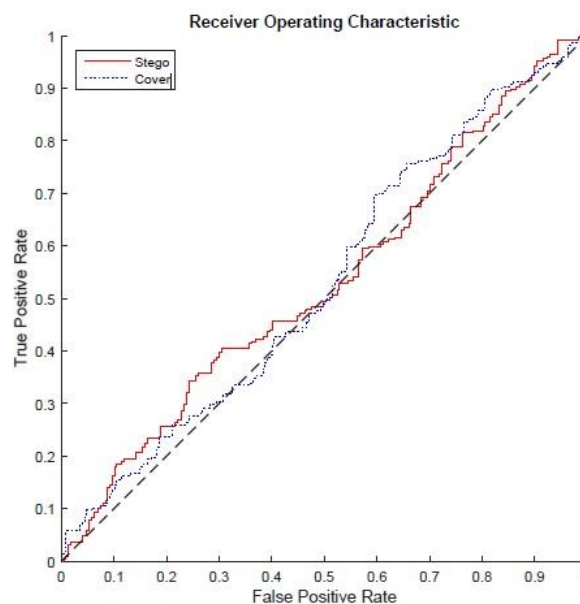 Receiver Operating Characteristic
1
Stego
Cover
0.9
0.8
0.7
0.6
0.5
0.4
0.3
0.2
0.1
0
True Positive Rate
0 0.1 0.2 0.3 0.4 0.5 0.6 0.7 0.8 0.9
False Positive Rate